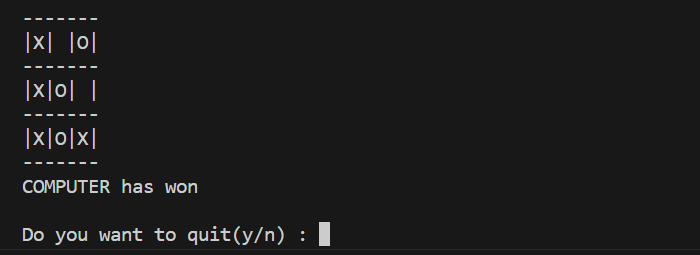 -------
|x| |o|
-------
|x|o| |
-------
|x|o|x|
-------
COMPUTER has won
Do you want to quit(y/n) :